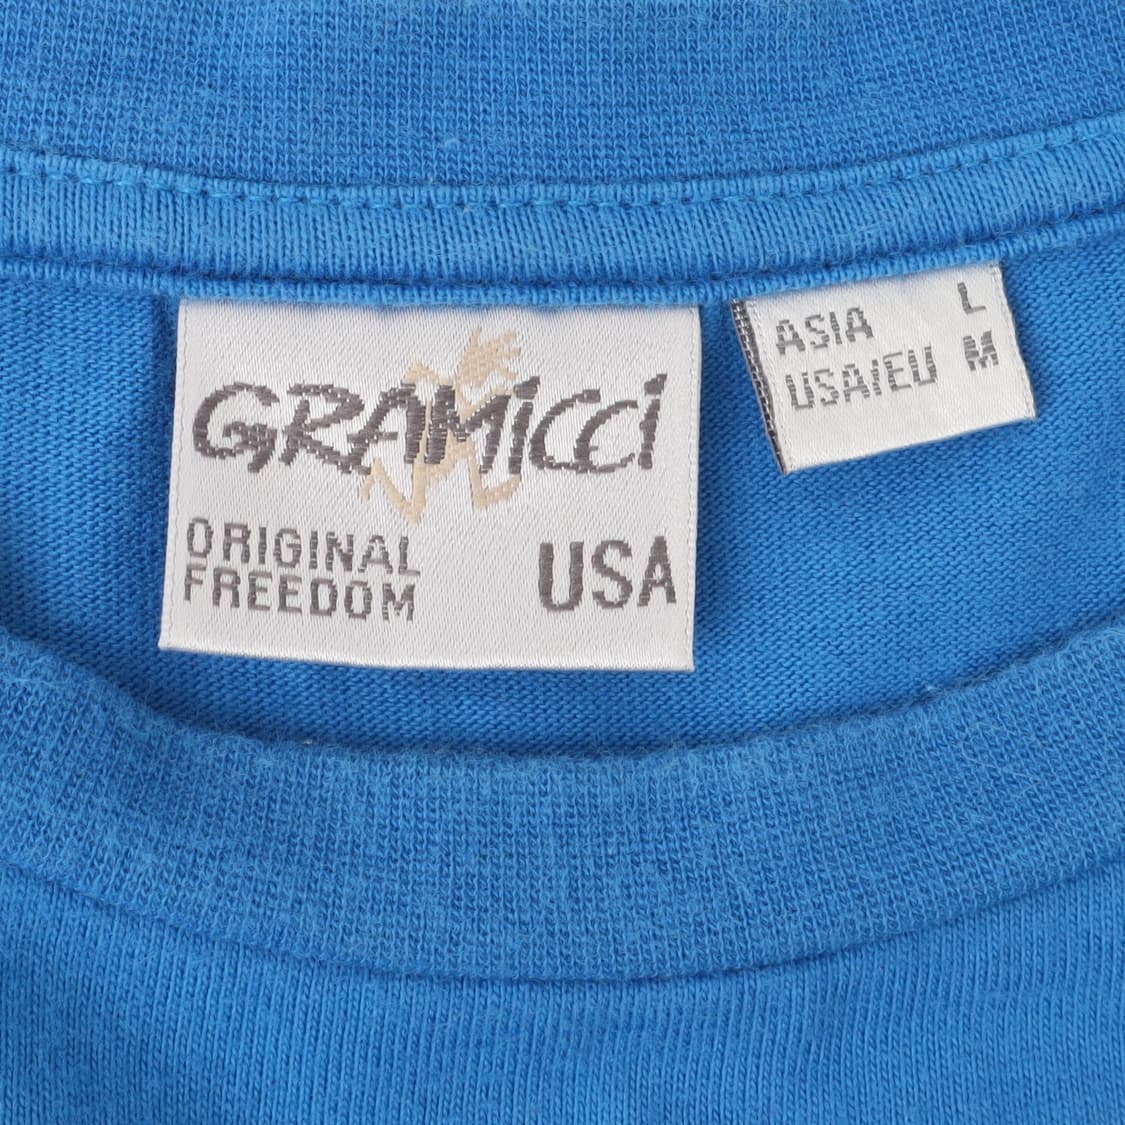 GRAMiCCi
ORIGINAL
FREEDOM
USA
ASIA L
USA/EU M